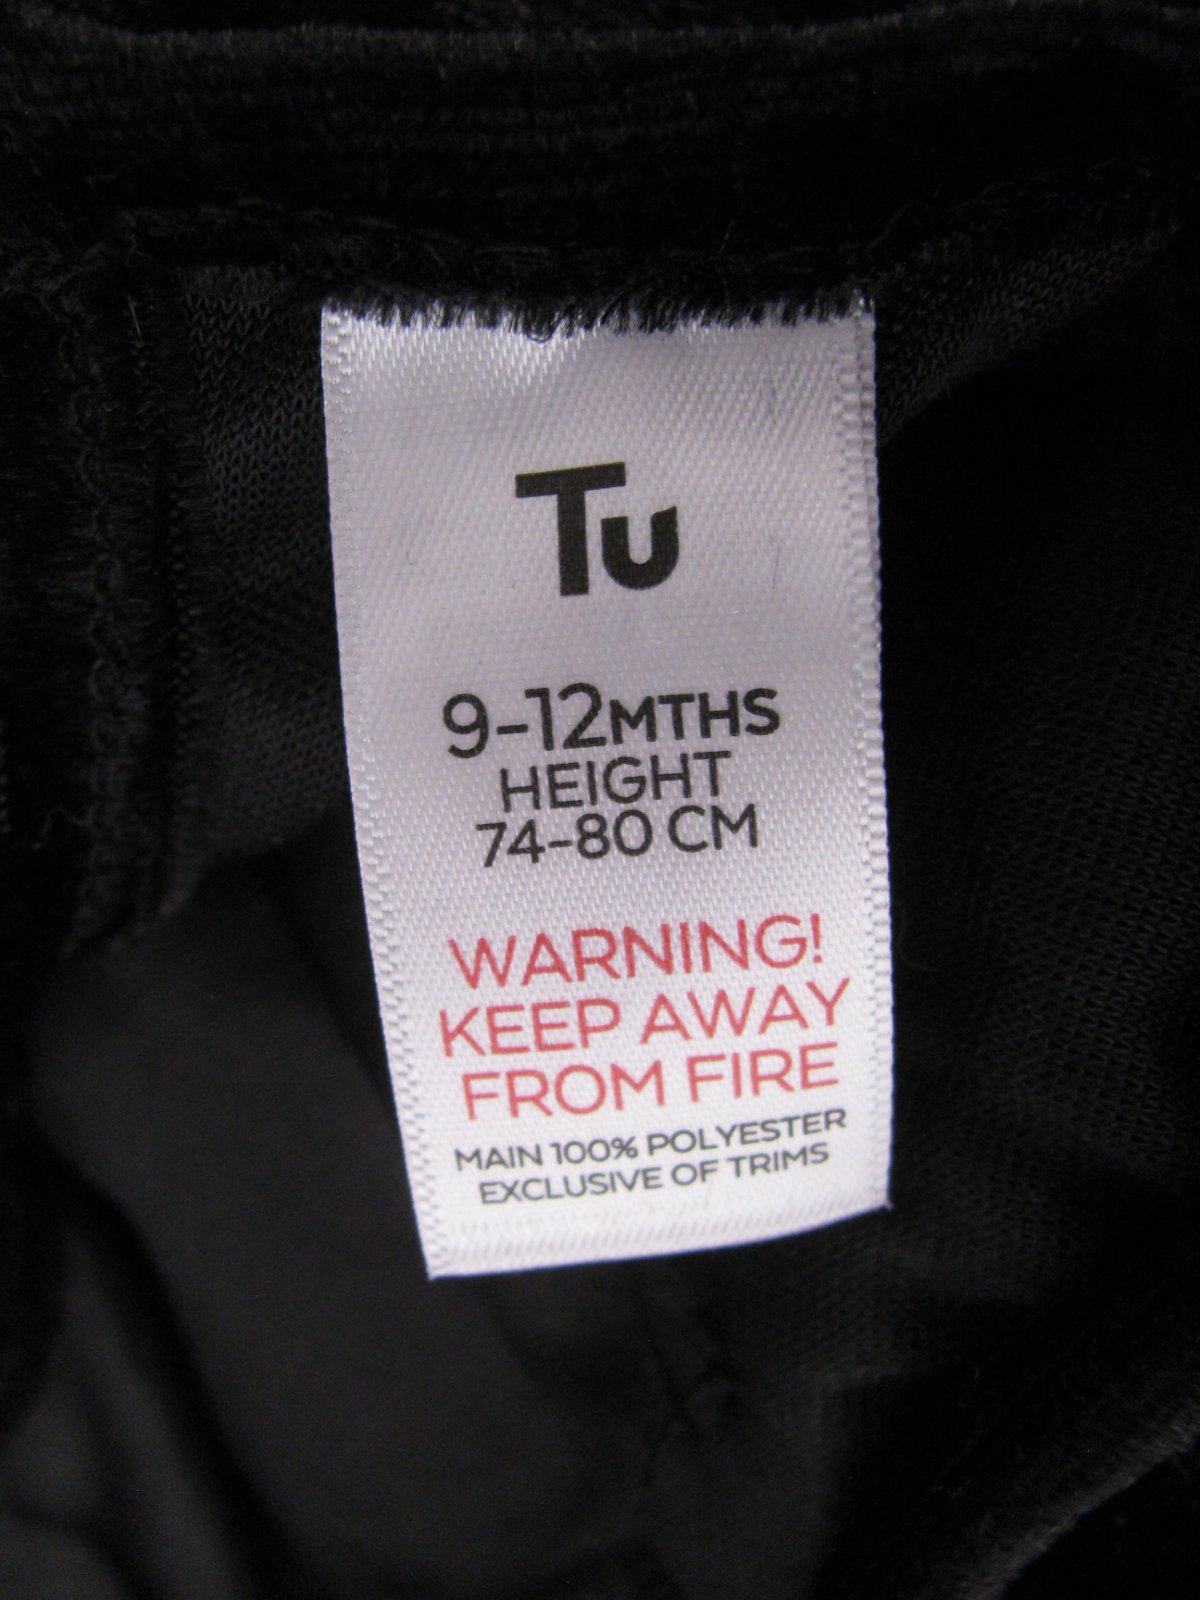 Tu
9-12MTHS
HEIGHT
74-80 CM
WARNING!
KEEP AWAY
FROM FIRE
MAIN 100% POLYESTER
EXCLUSIVE OF TRIMS